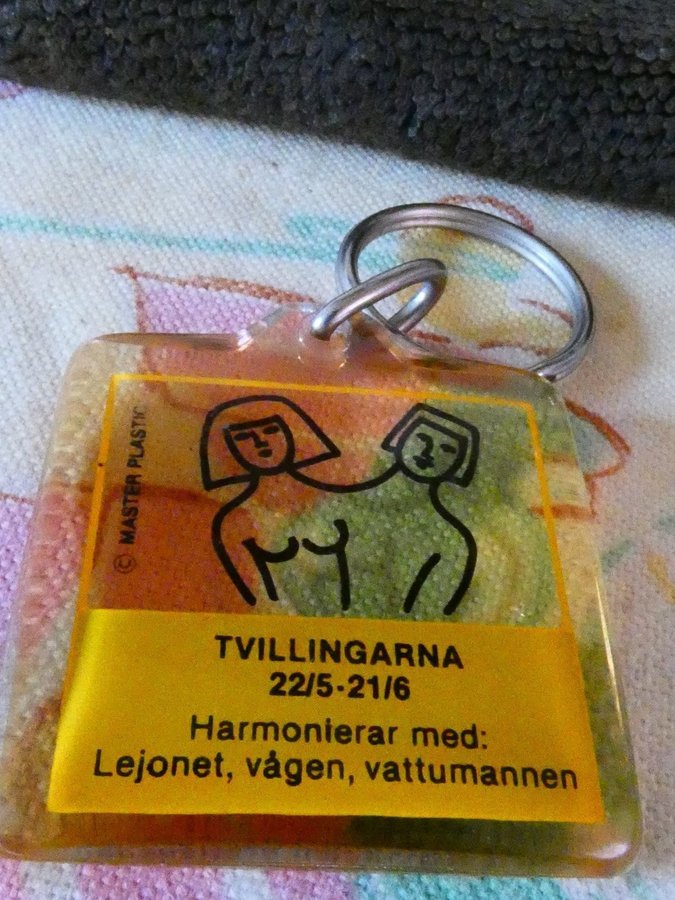 © MASTER PLASTIC
TVILLINGARNA
22/5-21/6
Harmonierar med:
Lejonet, vågen, vattumannen